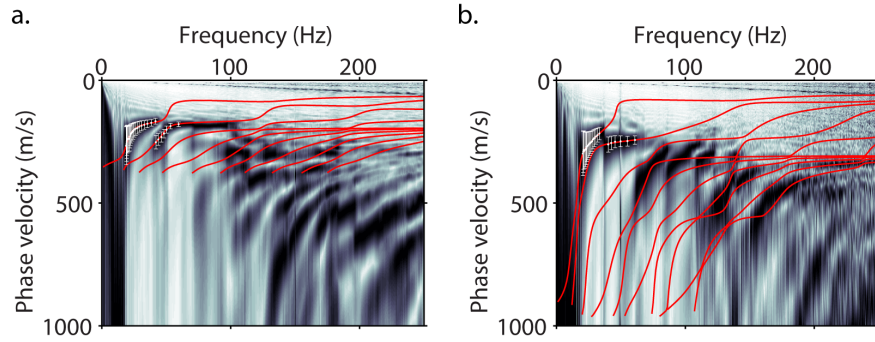 a.
Frequency (Hz)
0 100 200
0
500
1000
Phase velocity (m/s)
b.
Frequency (Hz)
0 100 200
0
500
1000
Phase velocity (m/s)